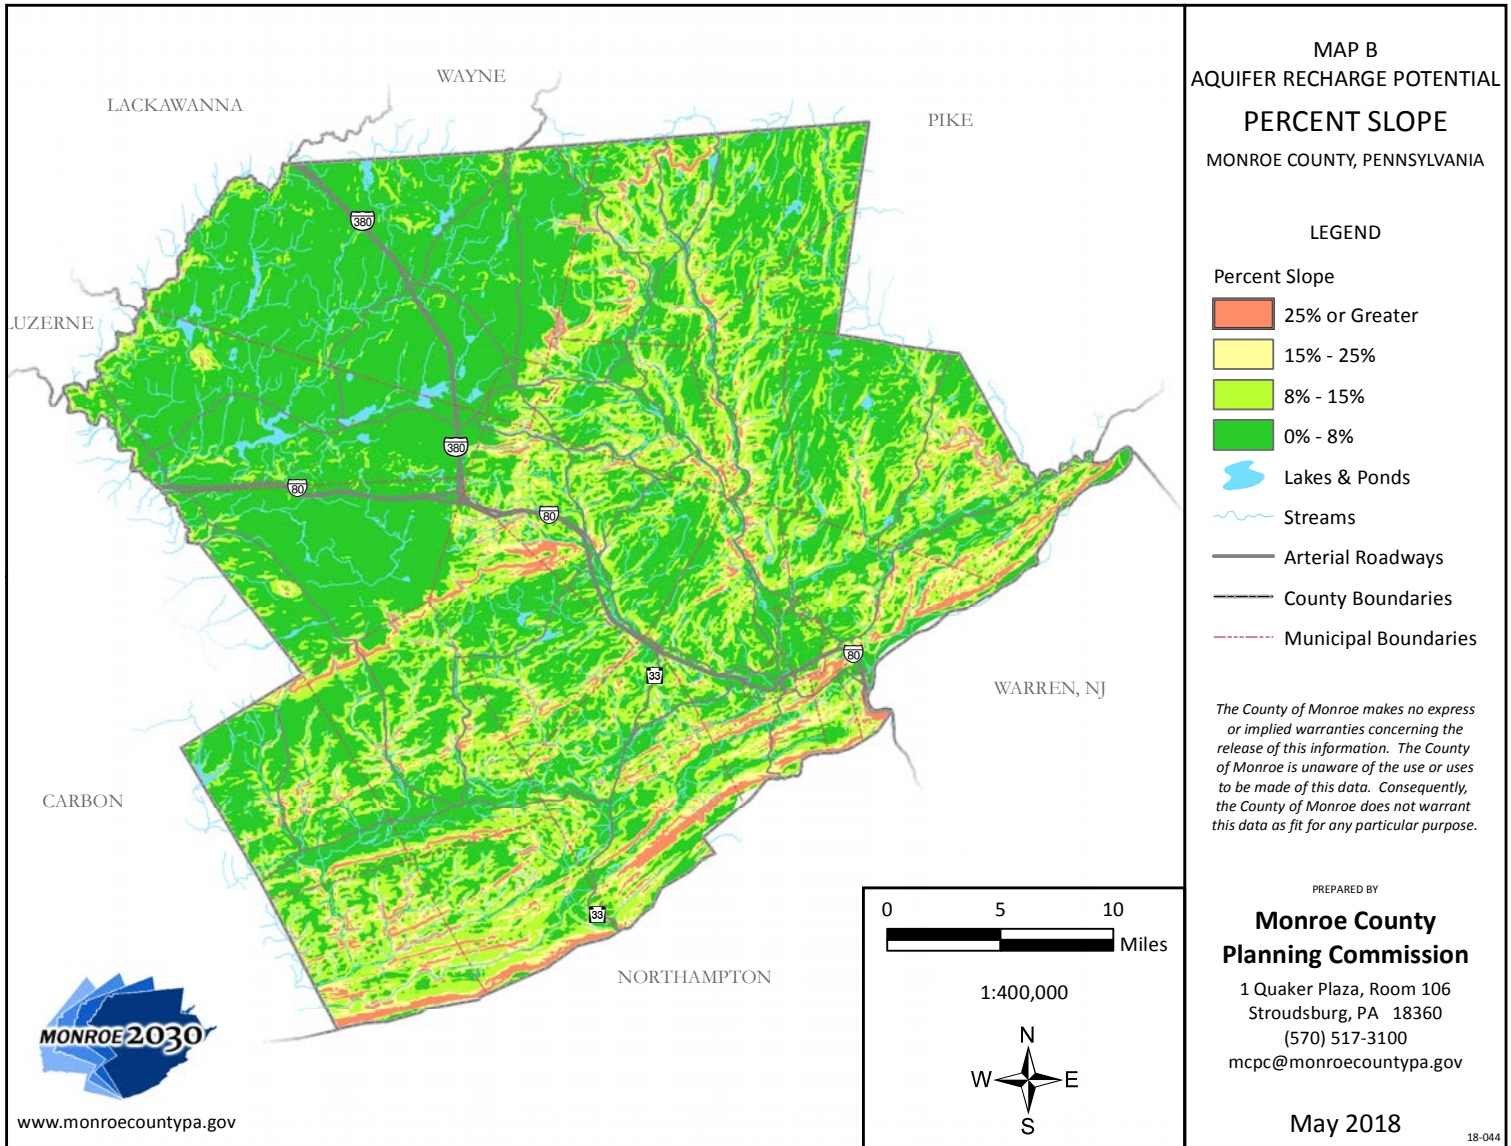 WAYNE
LACKAWANNA
PIKE
LUZERNE
CARBON
WARREN, NJ
NORTHAMPTON
380
380
80
80
80
33
33
MONROE 2030
www.monroecountypa.gov
0 5 10
Miles
1:400,000
N
W E
S
MAP B
AQUIFER RECHARGE POTENTIAL
PERCENT SLOPE
MONROE COUNTY, PENNSYLVANIA
LEGEND
Percent Slope
25% or Greater
15% - 25%
8% - 15%
0% - 8%
Lakes & Ponds
Streams
Arterial Roadways
County Boundaries
Municipal Boundaries
The County of Monroe makes no express
or implied warranties concerning the
release of this information. The County
of Monroe is unaware of the use or uses
to be made of this data. Consequently,
the County of Monroe does not warrant
this data as fit for any particular purpose.
PREPARED BY
Monroe County
Planning Commission
1 Quaker Plaza, Room 106
Stroudsburg, PA 18360
(570) 517-3100
mcpc@monroecountypa.gov
May 2018
18-044